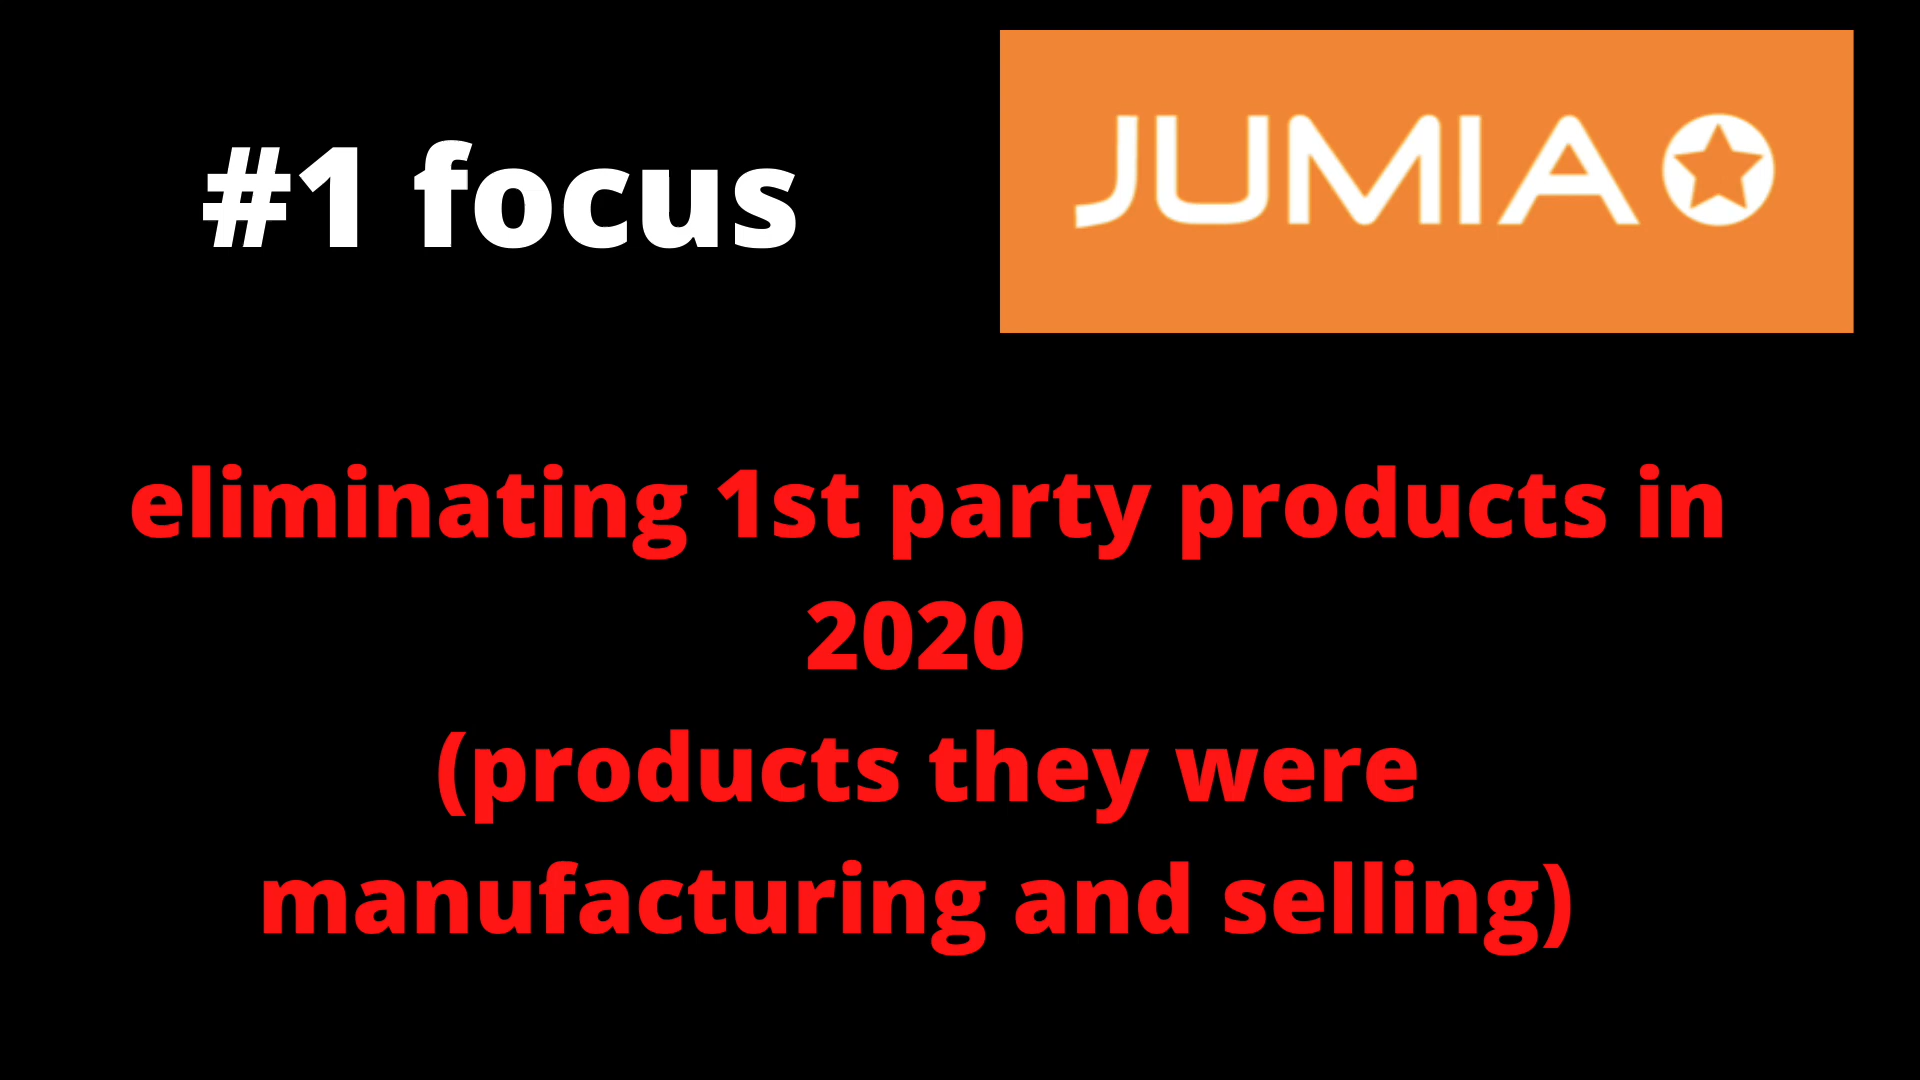 #1 focus
JUMIA
eliminating 1st party products in
2020
(products they were
manufacturing and selling)